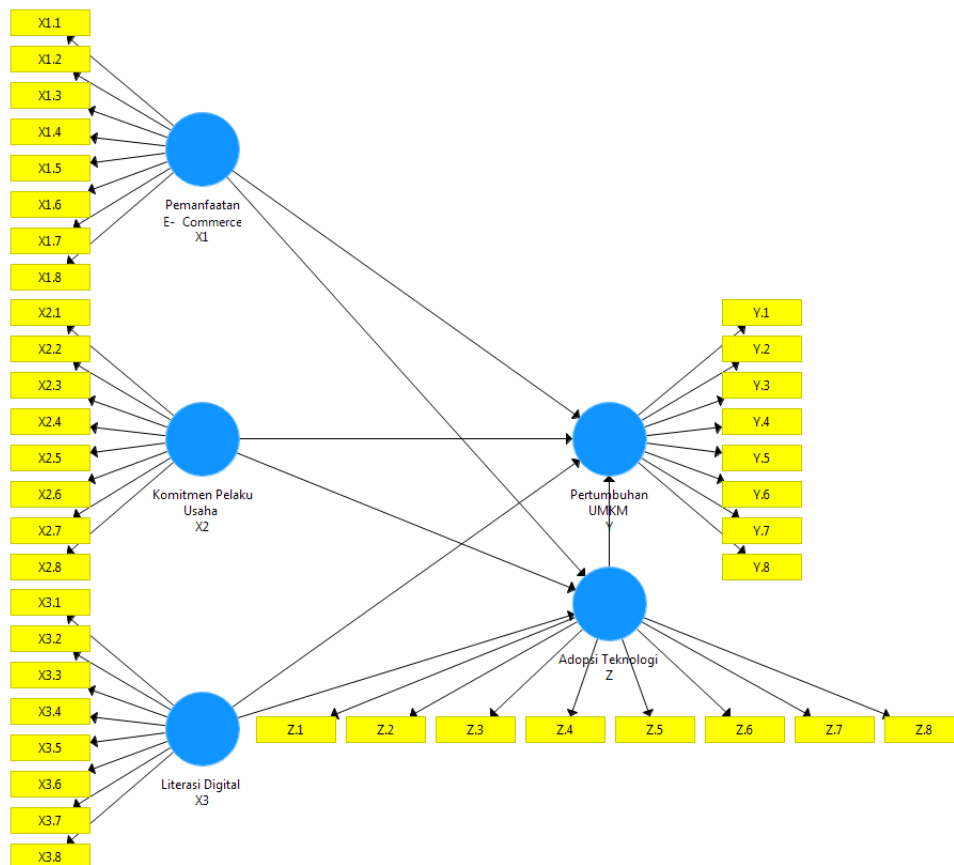 X1.1
X1.2
X1.3
X1.4
X1.5
X1.6
X1.7
X1.8
Pemanfaatan
E- Commerce
X1
X2.1
X2.2
X2.3
X2.4
X2.5
X2.6
X2.7
X2.8
Komitmen Pelaku
Usaha
X2
Y.1
Y.2
Y.3
Y.4
Y.5
Y.6
Y.7
Y.8
Pertumbuhan
UMKM
Y
X3.1
X3.2
X3.3
X3.4
X3.5
X3.6
X3.7
X3.8
Literasi Digital
X3
Adopsi Teknologi
Z
Z.1
Z.2
Z.3
Z.4
Z.5
Z.6
Z.7
Z.8